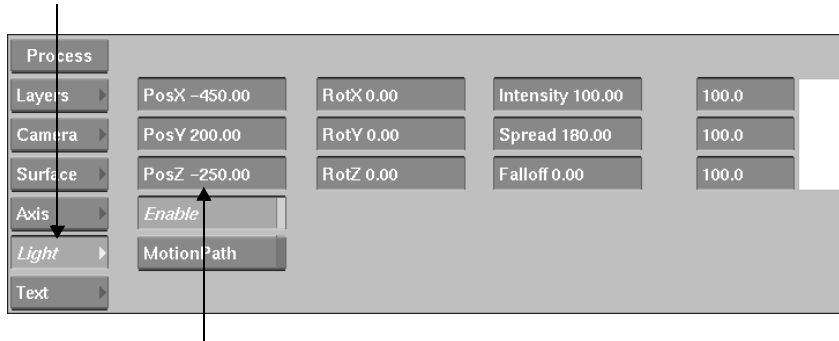 Process
Layers PosX -450.00 RotX 0.00 Intensity 100.00 100.0
Camera PosY 200.00 RotY 0.00 Spread 180.00 100.0
Surface PosZ -250.00 RotZ 0.00 Falloff 0.00 100.0
Axis Enable
Light MotionPath
Text